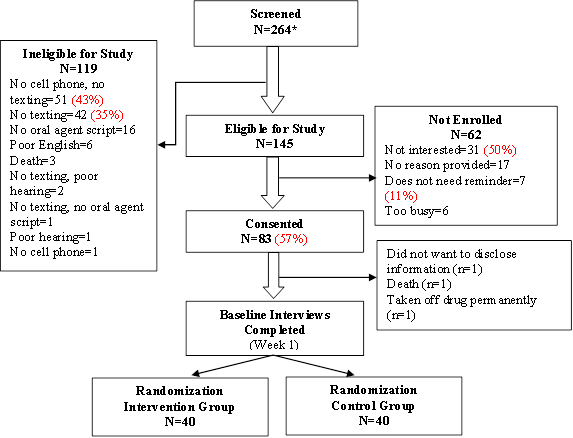 Screened
N=264*
Ineligible for Study
N=119
No cell phone, no
texting=51 (43%)
No texting=42 (35%)
No oral agent script=16
Poor English=6
Death=3
No texting, poor
hearing=2
No texting, no oral agent
script=1
Poor hearing=1
No cell phone=1
Eligible for Study
N=145
Not Enrolled
N=62
Not interested=31 (50%)
No reason provided=17
Does not need reminder=7
(11%)
Too busy=6
Consented
N=83 (57%)
Did not want to disclose
information (n=1)
Death (n=1)
Taken off drug permanently
(n=1)
Baseline Interviews
Completed
(Week 1)
Randomization
Intervention Group
N=40
Randomization
Control Group
N=40